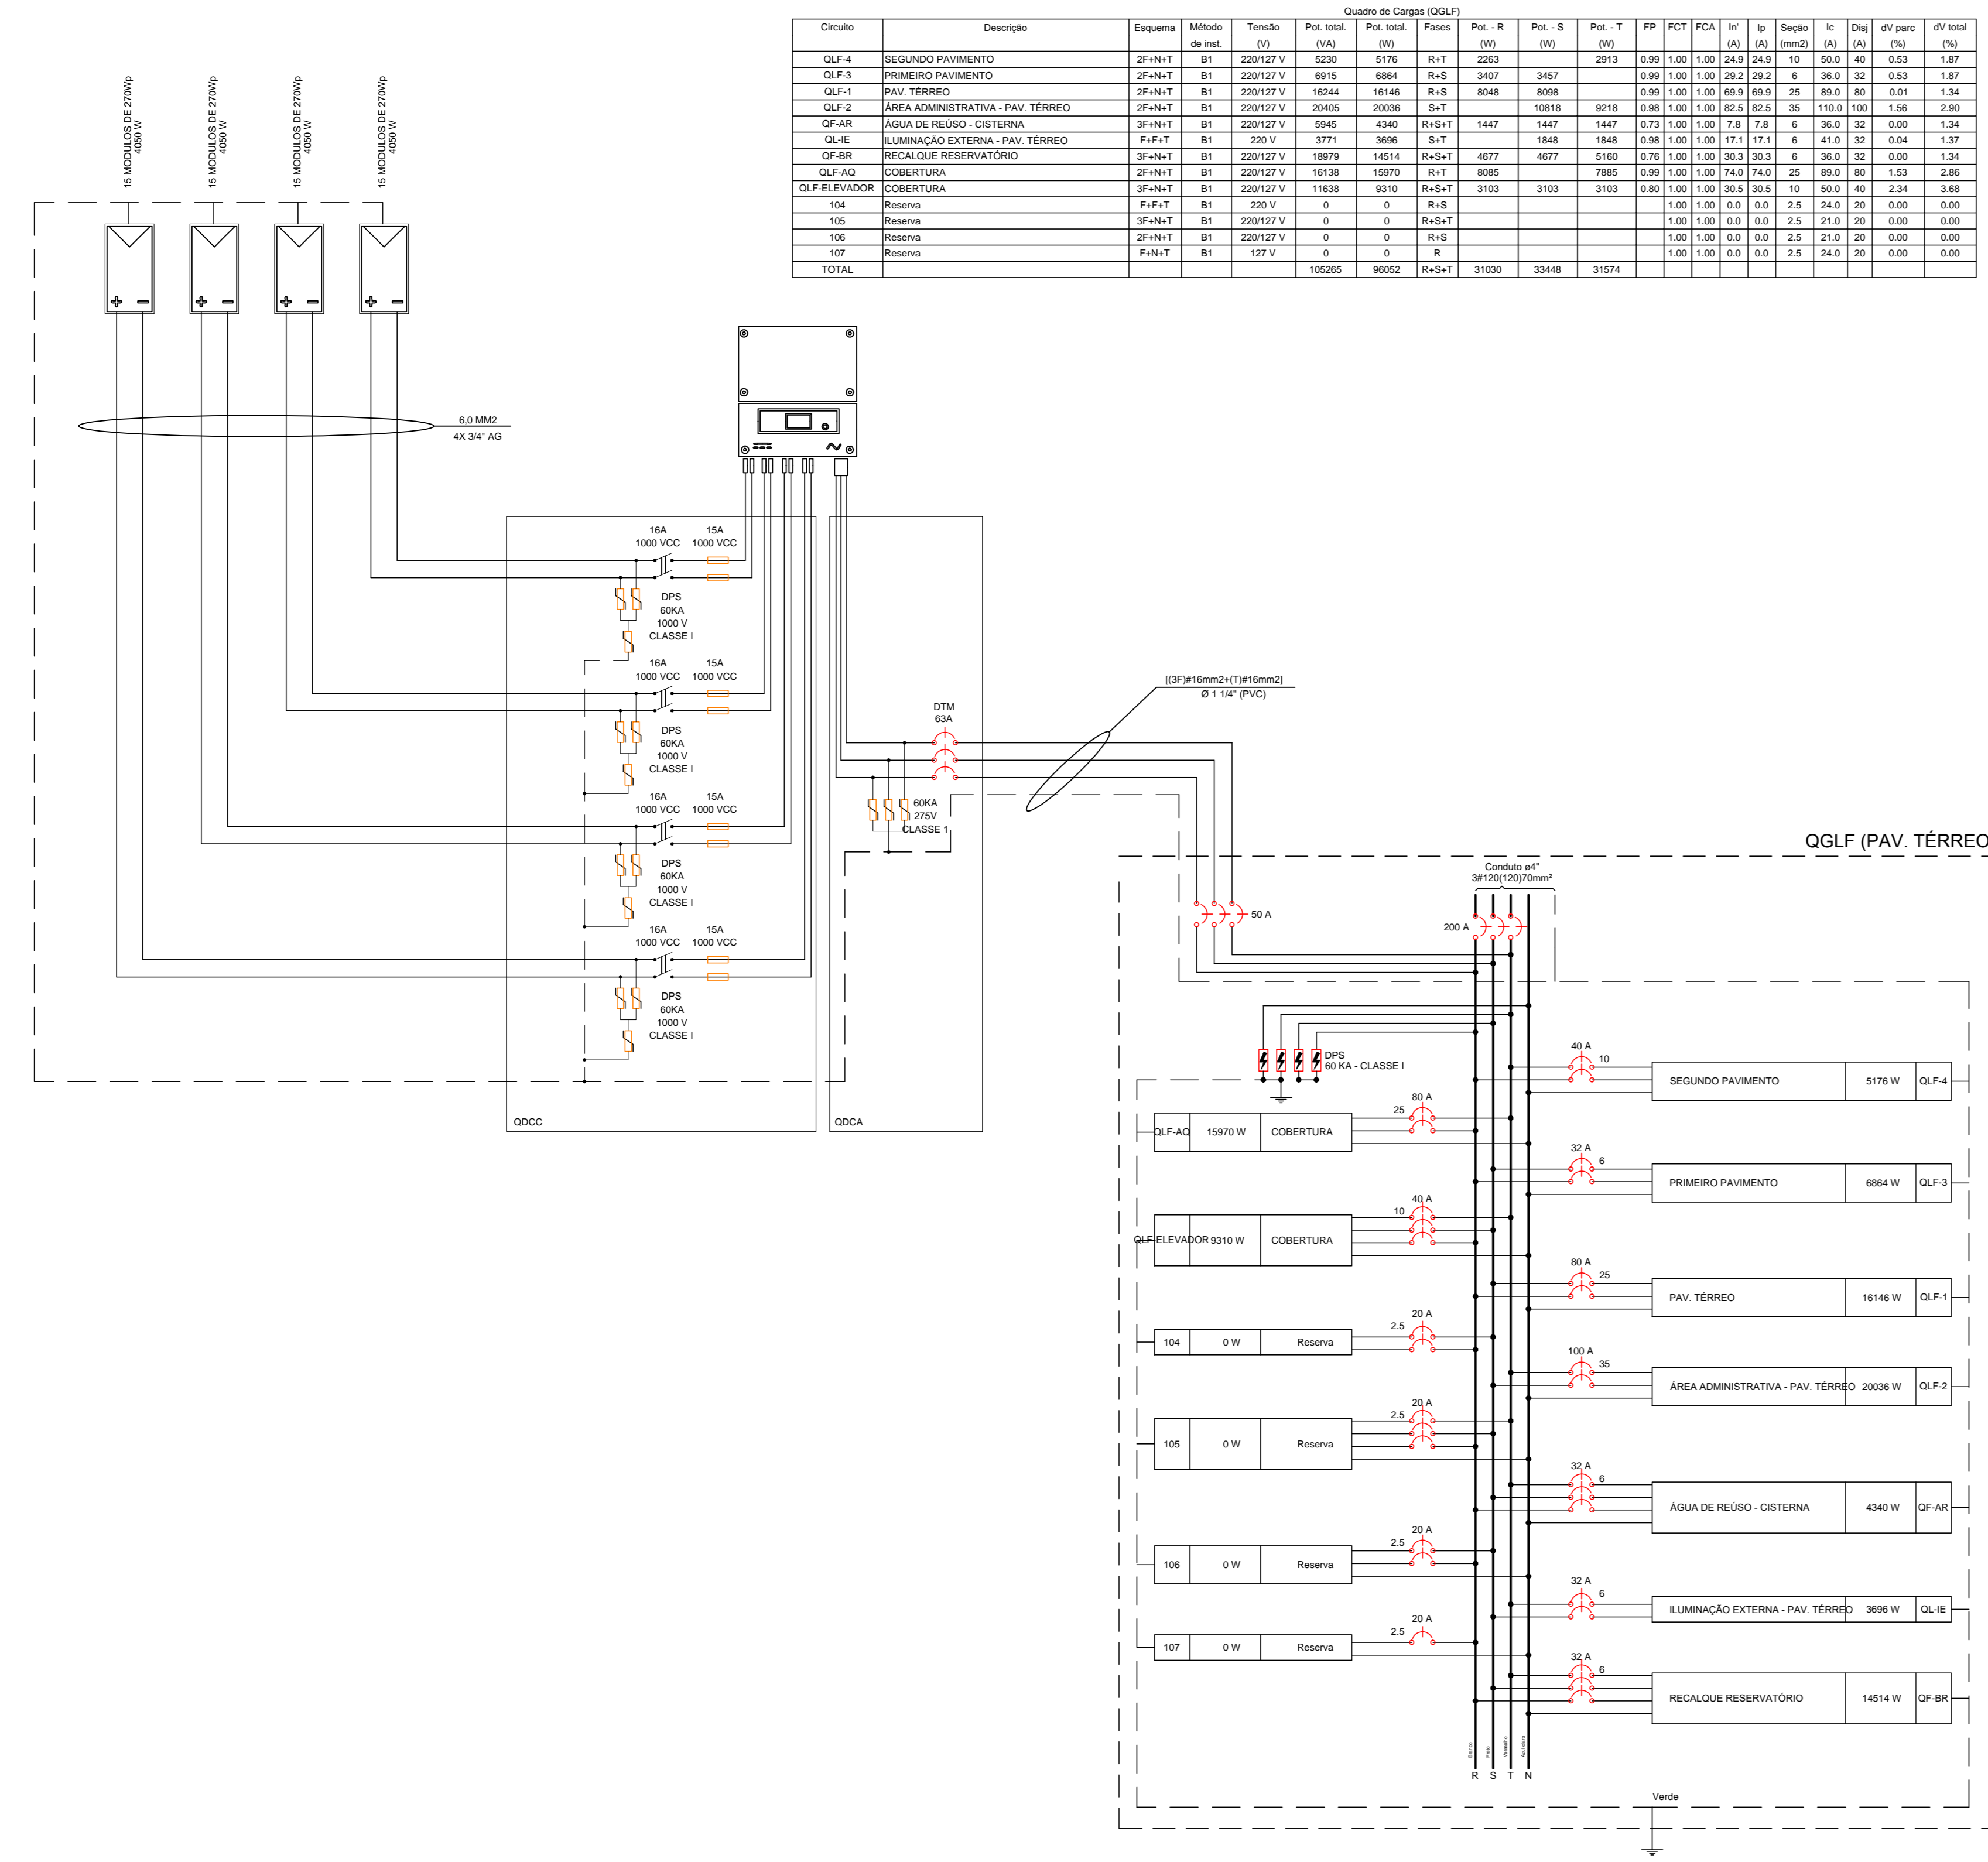 Quadro de Cargas (QGLF)
Circuito Descrição Esquema Método de inst. Tensão (V) Pot. total. (VA) Pot. total. (W) Fases Pot. - R (W) Pot. - S (W) Pot. - T (W) FP FCT FCA In' (A) Ip (A) Seção (mm2) Ic (A) Disj (A) dV parc (%) dV total (%)
QLF-4 SEGUNDO PAVIMENTO 2F+N+T B1 220/127 V 5230 5176 R+T 2263 2913 0.99 1.00 1.00 24.9 24.9 10 50.0 40 0.53 1.87
QLF-3 PRIMEIRO PAVIMENTO 2F+N+T B1 220/127 V 6915 6864 R+S 3407 3457 0.99 1.00 1.00 29.2 29.2 6 36.0 32 0.53 1.87
QLF-1 PAV. TÉRREO 2F+N+T B1 220/127 V 16244 16146 R+S 8048 8098 0.99 1.00 1.00 69.9 69.9 25 89.0 80 0.01 1.34
QLF-2 ÁREA ADMINISTRATIVA - PAV. TÉRREO 2F+N+T B1 220/127 V 20405 20036 S+T 10818 9218 0.98 1.00 1.00 82.5 82.5 35 110.0 100 1.56 2.90
QF-AR ÁGUA DE REÚSO - CISTERNA 3F+N+T B1 220/127 V 5945 4340 R+S+T 1447 1447 1447 0.73 1.00 1.00 7.8 7.8 6 36.0 32 0.00 1.34
QL-IE ILUMINAÇÃO EXTERNA - PAV. TÉRREO F+F+T B1 220 V 3771 3696 S+T 1848 1848 0.98 1.00 1.00 17.1 17.1 6 41.0 32 0.04 1.37
QF-BR RECALQUE RESERVATÓRIO 3F+N+T B1 220/127 V 18979 14514 R+S+T 4677 4677 5160 0.76 1.00 1.00 30.3 30.3 6 36.0 32 0.00 1.34
QLF-AQ COBERTURA 2F+N+T B1 220/127 V 16138 15970 R+T 8085 7885 0.99 1.00 1.00 74.0 74.0 25 89.0 80 1.53 2.86
QLF-ELEVADOR COBERTURA 3F+N+T B1 220/127 V 11638 9310 R+S+T 3103 3103 3103 0.80 1.00 1.00 30.5 30.5 10 50.0 40 2.34 3.68
104 Reserva F+F+T B1 220 V 0 0 R+S 1.00 1.00 0.0 0.0 2.5 24.0 20 0.00 0.00
105 Reserva 3F+N+T B1 220/127 V 0 0 R+S+T 1.00 1.00 0.0 0.0 2.5 21.0 20 0.00 0.00
106 Reserva 2F+N+T B1 220/127 V 0 0 R+S 1.00 1.00 0.0 0.0 2.5 21.0 20 0.00 0.00
107 Reserva F+N+T B1 127 V 0 0 R 1.00 1.00 0.0 0.0 2.5 24.0 20 0.00 0.00
TOTAL 105265 96052 R+S+T 31030 33448 31574
15 MODULOS DE 270Wp
4050 W
15 MODULOS DE 270Wp
4050 W
15 MODULOS DE 270Wp
4050 W
15 MODULOS DE 270Wp
4050 W
6,0 MM2
4X 3/4" AG
16A 15A
1000 VCC 1000 VCC
DPS
60KA
1000 V
CLASSE I
16A 15A
1000 VCC 1000 VCC
DPS
60KA
1000 V
CLASSE I
16A 15A
1000 VCC 1000 VCC
DPS
60KA
1000 V
CLASSE I
16A 15A
1000 VCC 1000 VCC
DPS
60KA
1000 V
CLASSE I
QDCC
DTM
63A
60KA
275V
CLASSE 1
QDCA
[(3F)#16mm2+(T)#16mm2]
Ø 1 1/4" (PVC)
QGLF (PAV. TÉRREO
Conduto ø4"
3#120(120)70mm²
50 A
200 A
DPS
60 KA - CLASSE I
80 A
25
QLF-AQ 15970 W COBERTURA
40 A
10
QLF-ELEVADOR 9310 W COBERTURA
20 A
2.5
104 0 W Reserva
20 A
2.5
105 0 W Reserva
20 A
2.5
106 0 W Reserva
20 A
2.5
107 0 W Reserva
40 A
10
SEGUNDO PAVIMENTO 5176 W QLF-4
32 A
6
PRIMEIRO PAVIMENTO 6864 W QLF-3
80 A
25
PAV. TÉRREO 16146 W QLF-1
100 A
35
ÁREA ADMINISTRATIVA - PAV. TÉRREO 20036 W QLF-2
32 A
6
ÁGUA DE REÚSO - CISTERNA 4340 W QF-AR
32 A
6
ILUMINAÇÃO EXTERNA - PAV. TÉRREO 3696 W QL-IE
32 A
6
RECALQUE RESERVATÓRIO 14514 W QF-BR
Vermelho
Azul claro
R S T N
Verde